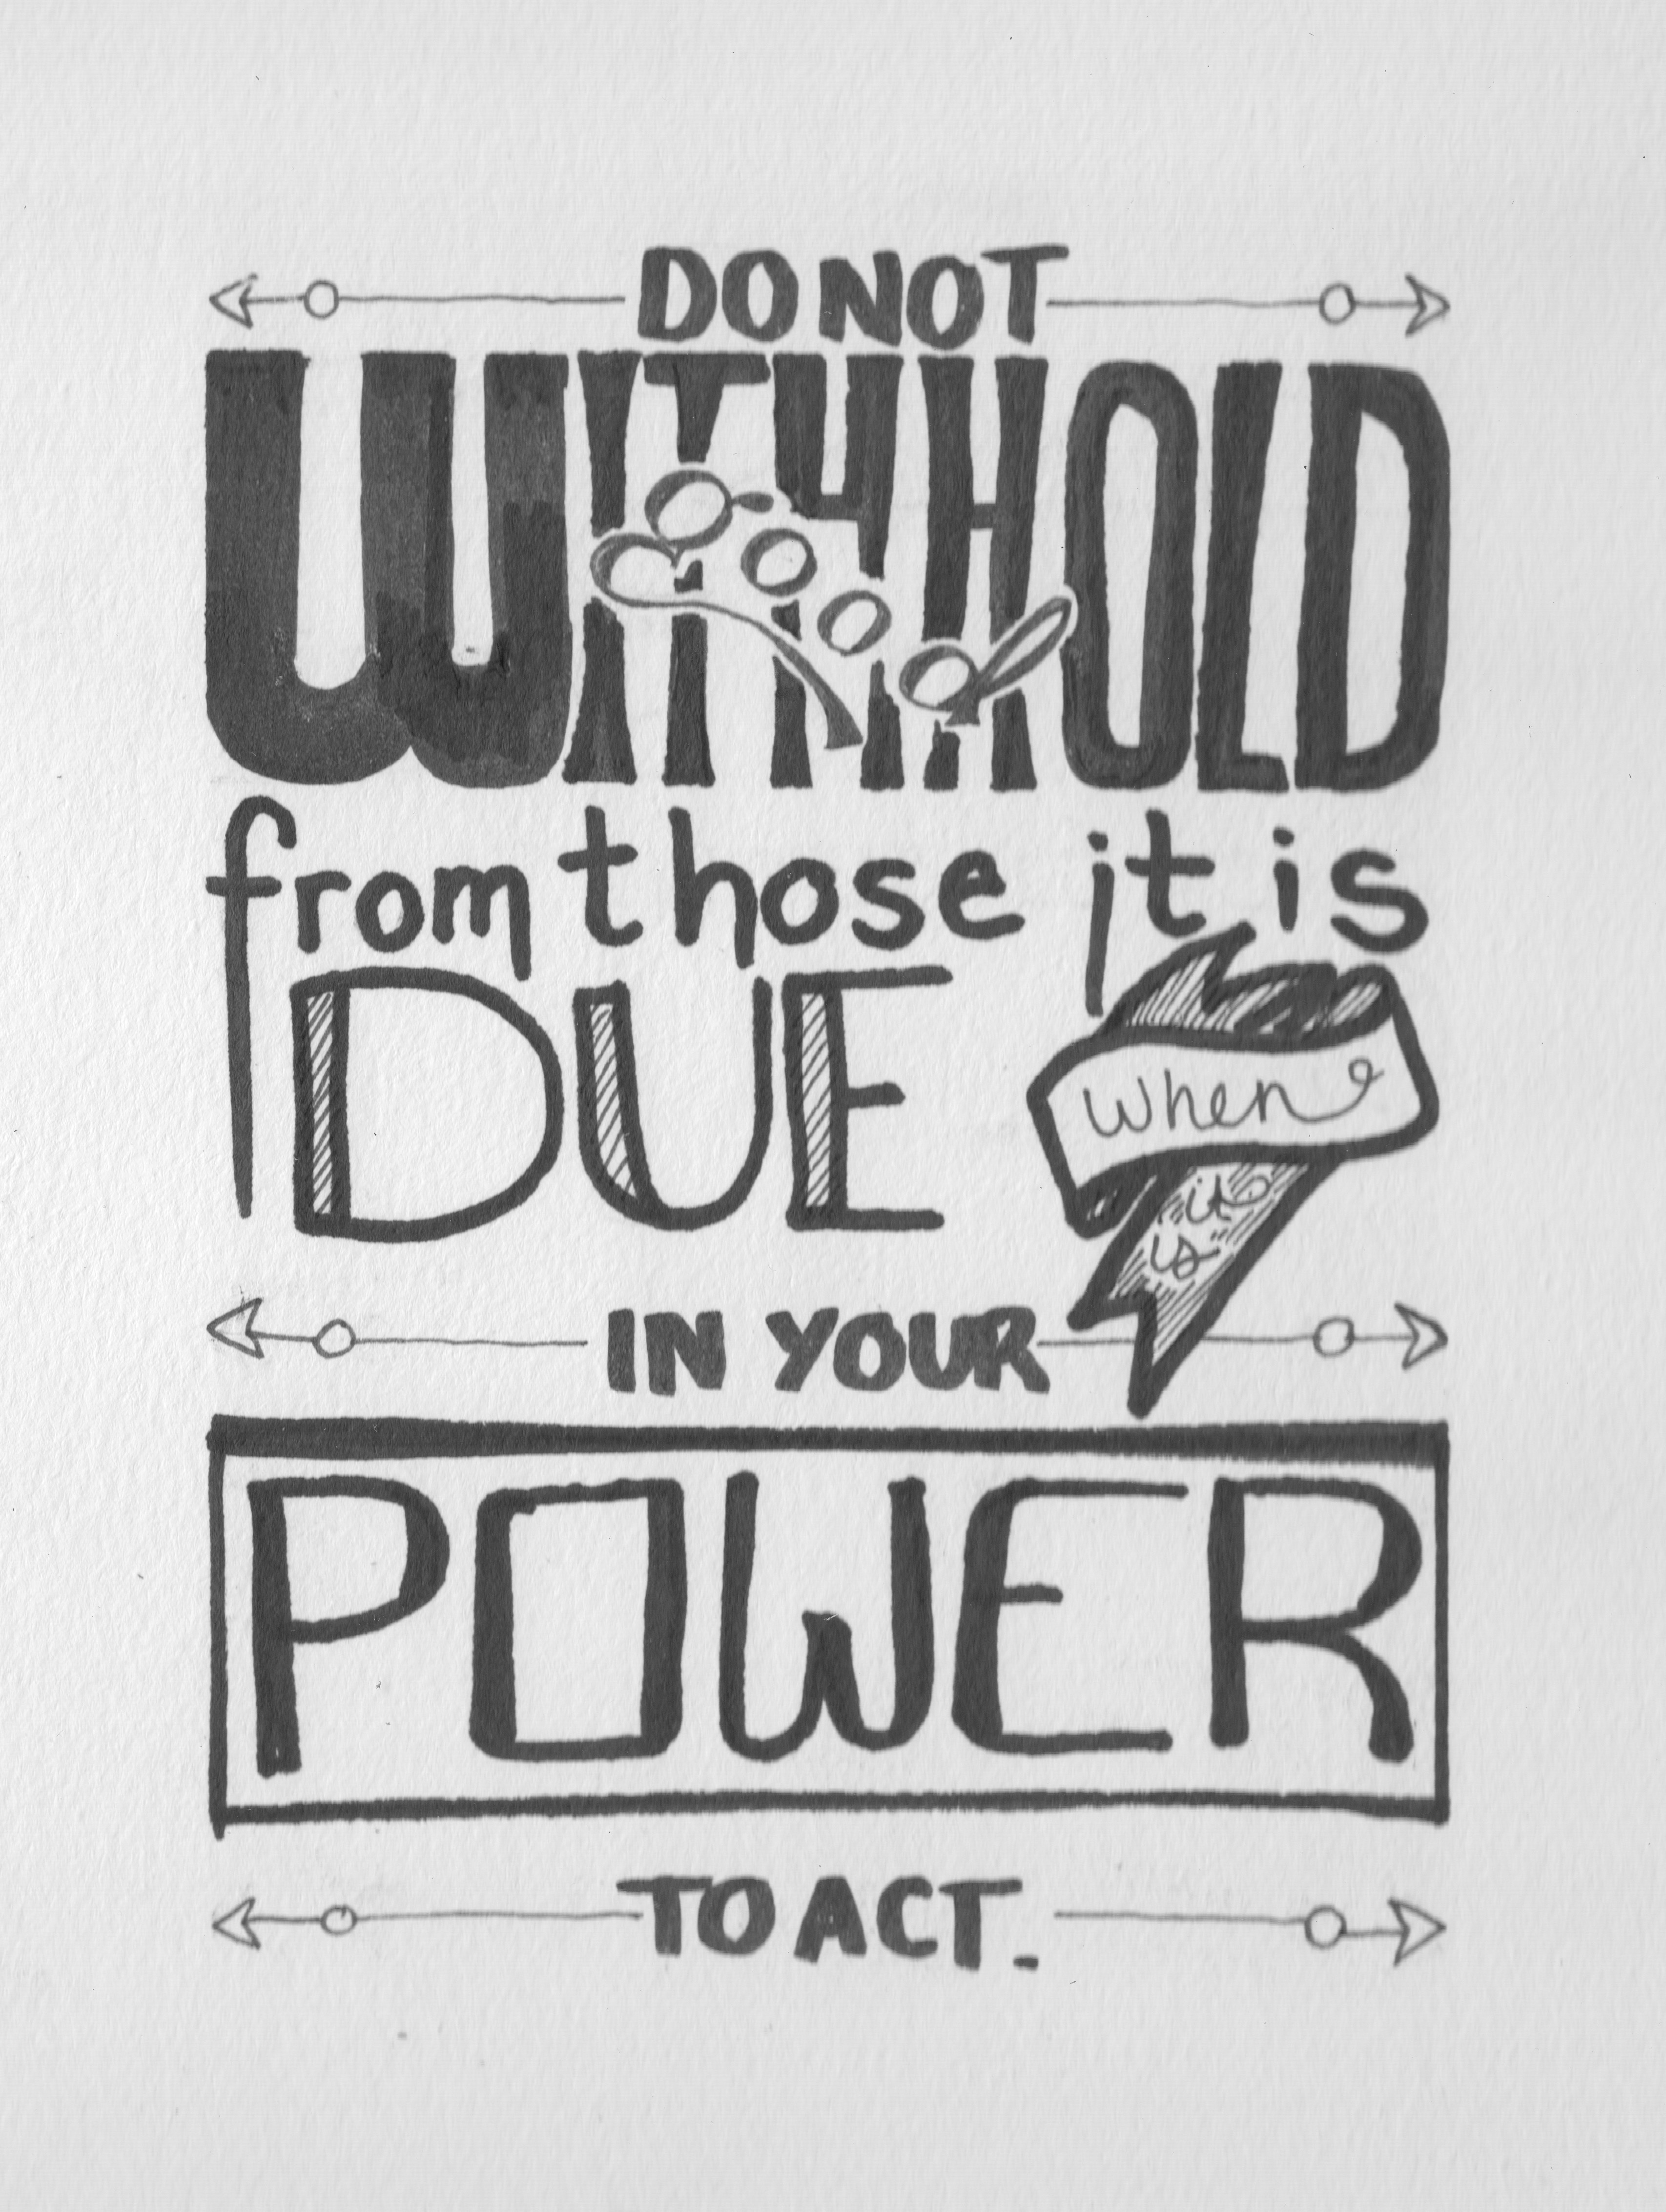 DO NOT
WITHHOLD
good
from those it is
DUE
when
it
is
IN YOUR
POWER
TO ACT.